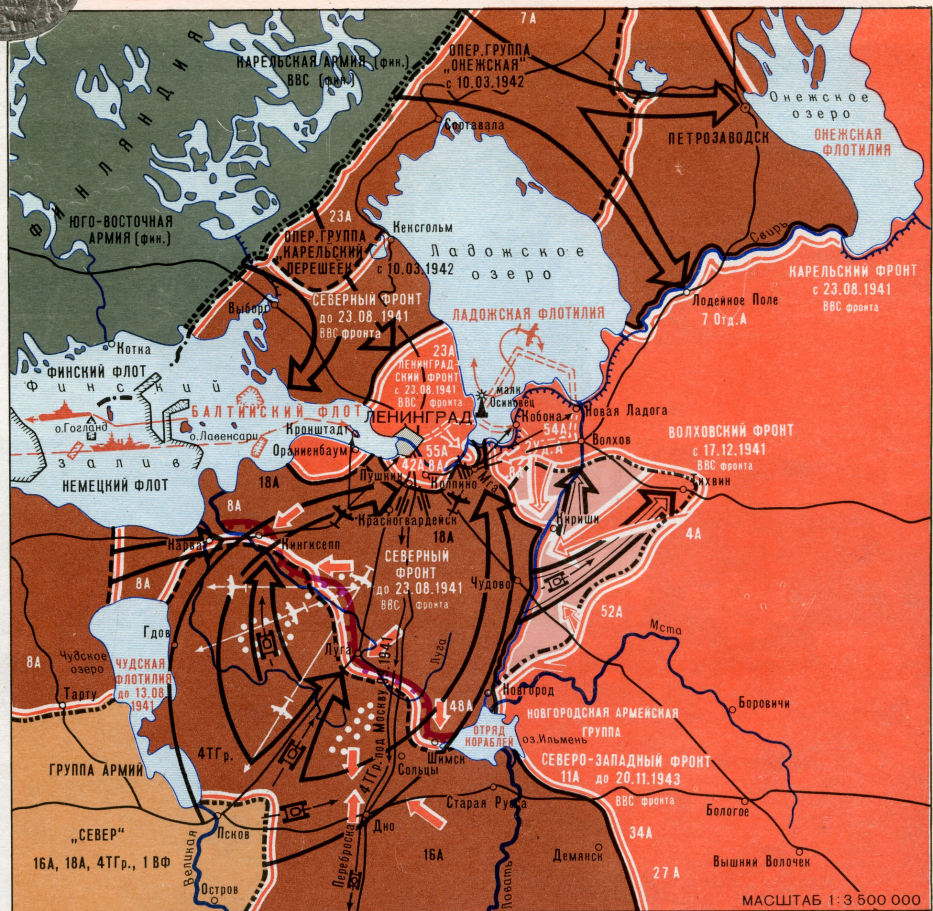 7А
КАРЕЛЬСКАЯ АРМИЯ (фин.)
ВВС (фин.)
ОПЕР. ГРУППА
„ОНЕЖСКАЯ"
с 10.03.1942
ФИНЛЯНДИЯ
Сортавала
Онежское
озеро
ПЕТРОЗАВОДСК
ОНЕЖСКАЯ
ФЛОТИЛИЯ
ЮГО-ВОСТОЧНАЯ
АРМИЯ (фин.)
23А
ОПЕР. ГРУППА
„КАРЕЛЬСКИЙ
ПЕРЕШЕЕК"
с 10.03.1942
Кексгольм
Ладожское
озеро
Свирь
КАРЕЛЬСКИЙ ФРОНТ
с 23.08.1941
ВВС фронта
Лодейное Поле
7 Отд.А
Выборг
СЕВЕРНЫЙ ФРОНТ
до 23.08.1941
ВВС фронта
ЛАДОЖСКАЯ ФЛОТИЛИЯ
Котка
ФИНСКИЙ ФЛОТ
Финский
залив
БАЛТИЙСКИЙ ФЛОТ
о.Гогланд
о.Лавенсари
НЕМЕЦКИЙ ФЛОТ
23А
ЛЕНИНГРАД-
СКИЙ ФРОНТ
с 23.08.1941
ВВС фронта
ЛЕНИНГРАД
маяк
Осиновец
Кобона
Новая Ладога
54А
Волхов
Кронштадт
Ораниенбаум
55А
42А
8А
Пушкин
Колпино
Мга
ВОЛХОВСКИЙ ФРОНТ
с 17.12.1941
ВВС фронта
Тихвин
18А
Красногвардейск
18А
Кириши
4А
8А
Нарва
Кингисепп
СЕВЕРНЫЙ
ФРОНТ
до 23.08.1941
ВВС фронта
Чудово
8А
52А
Мста
Гдов
Чудское
озеро
8А
ЧУДСКАЯ
ФЛОТИЛИЯ
до 13.08.
1941
Тарту
Луга
Луга
Новгород
48А
НОВГОРОДСКАЯ АРМЕЙСКАЯ
ГРУППА
Боровичи
ОТРЯД
КОРАБЛЕЙ
оз.Ильмень
Шимск
СЕВЕРО-ЗАПАДНЫЙ ФРОНТ
11А до 20.11.1943
ВВС фронта
4ТГр.
Сольцы
ГРУППА АРМИЙ
„СЕВЕР"
16А, 18А, 4ТГр., 1 ВФ
Псков
Великая
Остров
Дно
Старая Русса
16А
Ловать
Демянск
34А
27А
Бологое
Вышний Волочек
МАСШТАБ 1:3 500 000